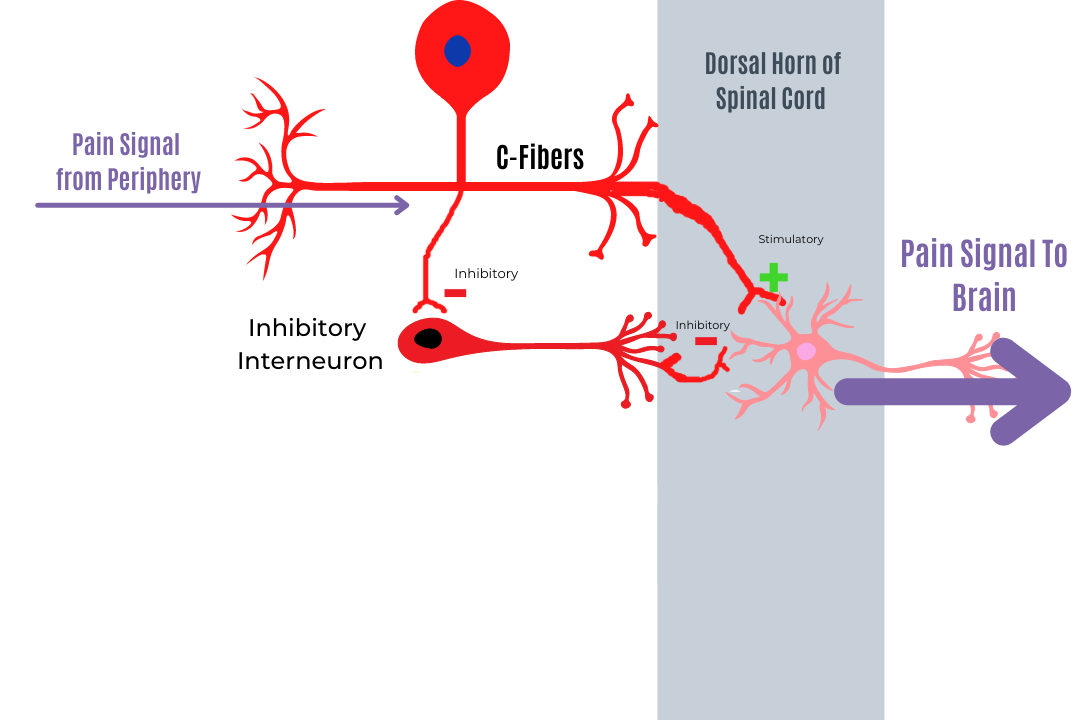 Dorsal Horn of
Spinal Cord
Pain Signal
from Periphery
C-Fibers
Stimulatory
Pain Signal To
Brain
Inhibitory
Inhibitory
Interneuron
Inhibitory